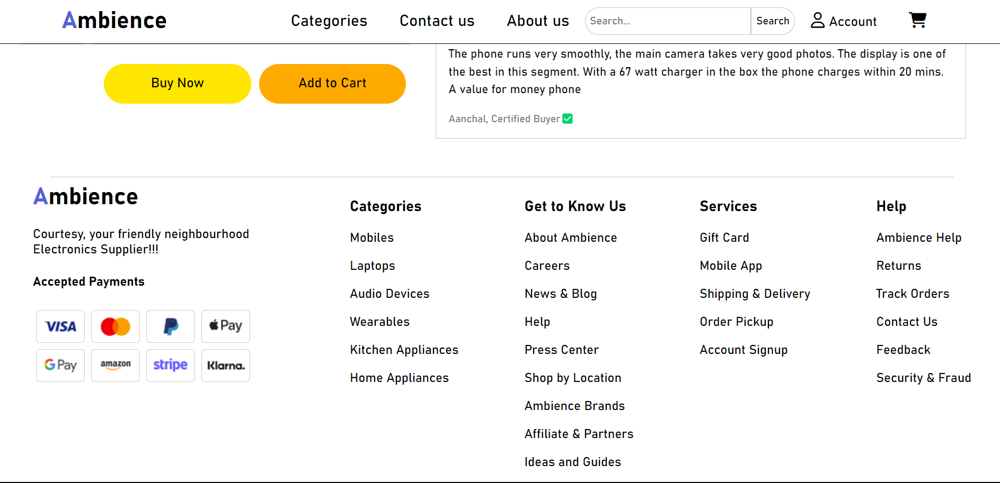 Ambience
Categories
Contact us
About us
Search...
Search
Account
Buy Now
Add to Cart
The phone runs very smoothly, the main camera takes very good photos. The display is one of
the best in this segment. With a 67 watt charger in the box the phone charges within 20 mins.
A value for money phone
Aanchal, Certified Buyer
Ambience
Courtesy, your friendly neighbourhood
Electronics Supplier!!!
Accepted Payments
VISA
Pay
G Pay
amazon
stripe
Klarna.
Categories
Mobiles
Laptops
Audio Devices
Wearables
Kitchen Appliances
Home Appliances
Get to Know Us
About Ambience
Careers
News & Blog
Help
Press Center
Shop by Location
Ambience Brands
Affiliate & Partners
Ideas and Guides
Services
Gift Card
Mobile App
Shipping & Delivery
Order Pickup
Account Signup
Help
Ambience Help
Returns
Track Orders
Contact Us
Feedback
Security & Fraud